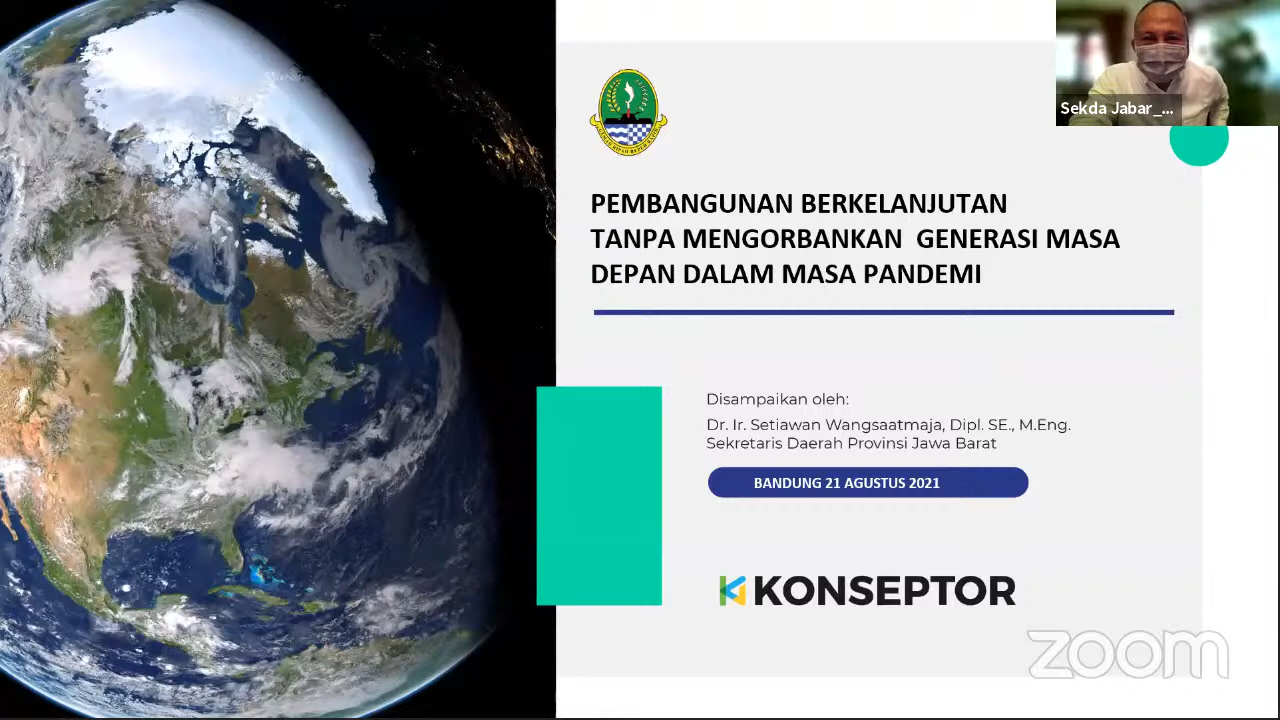 Sekda Jabar_...
PEMBANGUNAN BERKELANJUTAN
TANPA MENGORBANKAN GENERASI MASA
DEPAN DALAM MASA PANDEMI
Disampaikan oleh:
Dr. Ir. Setiawan Wangsaatmaja, Dipl. SE., M.Eng.
Sekretaris Daerah Provinsi Jawa Barat
BANDUNG 21 AGUSTUS 2021
KONSEPTOR
zoom